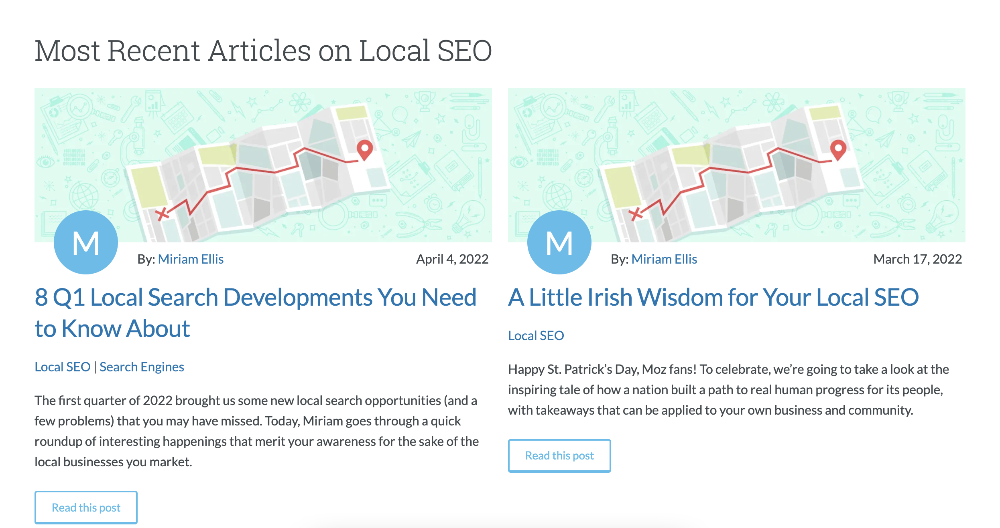 Most Recent Articles on Local SEO
M
By: Miriam Ellis
April 4, 2022
8 Q1 Local Search Developments You Need
to Know About
Local SEO | Search Engines
The first quarter of 2022 brought us some new local search opportunities (and a
few problems) that you may have missed. Today, Miriam goes through a quick
roundup of interesting happenings that merit your awareness for the sake of the
local businesses you market.
Read this post
M
By: Miriam Ellis
March 17, 2022
A Little Irish Wisdom for Your Local SEO
Local SEO
Happy St. Patrick’s Day, Moz fans! To celebrate, we’re going to take a look at the
inspiring tale of how a nation built a path to real human progress for its people,
with takeaways that can be applied to your own business and community.
Read this post